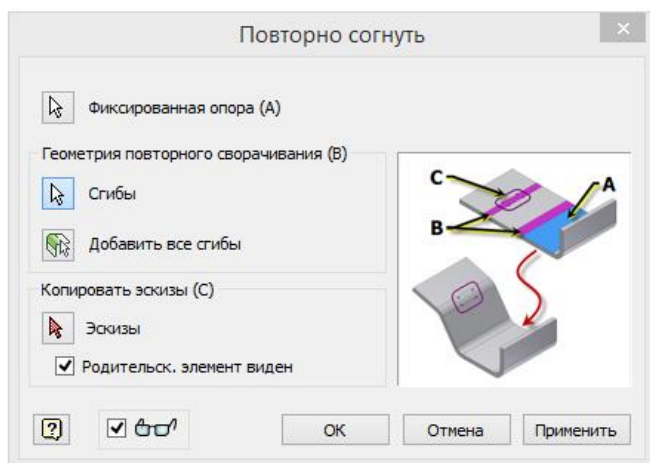 Повторно согнуть
Фиксированная опора (A)
Геометрия повторного сворачивания (B)
Сгибы
Добавить все сгибы
Копировать эскизы (C)
Эскизы
Родительск. элемент виден
C
A
B
ОК
Отмена
Применить